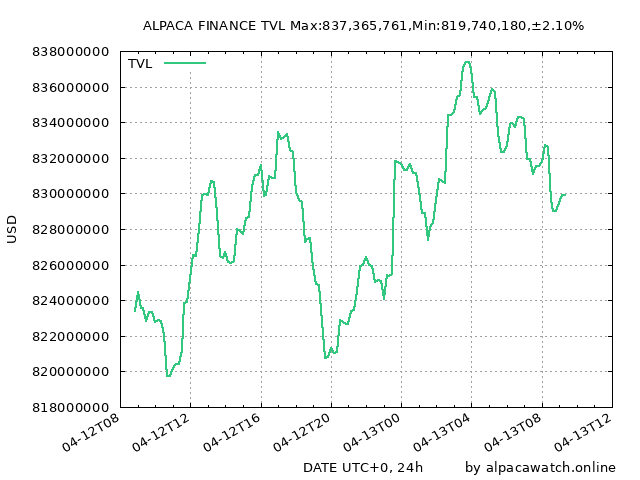 ALPACA FINANCE TVL Max:837,365,761,Min:819,740,180,±2.10%
838000000
TVL
836000000
834000000
832000000
830000000
828000000
826000000
824000000
822000000
820000000
818000000
USD
04-12T08
04-12T12
04-12T16
04-12T20
04-13T00
04-13T04
04-13T08
04-13T12
DATE UTC+0, 24h
by alpacawatch.online